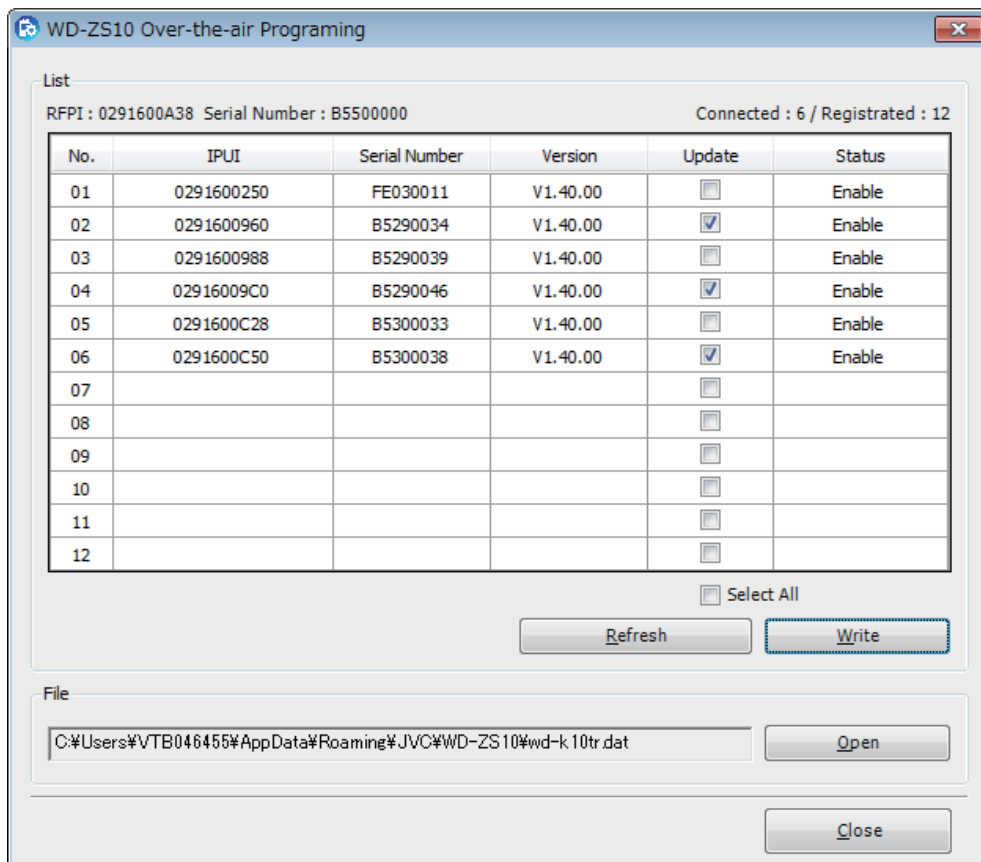 WD-ZS10 Over-the-air Programing
List
RFPI : 0291600A38 Serial Number : B5500000 Connected : 6 / Registrated : 12
No. IPUI Serial Number Version Update Status
01 0291600250 FE030011 V1.40.00 Enable
02 0291600960 B5290034 V1.40.00 Enable
03 0291600988 B5290039 V1.40.00 Enable
04 02916009C0 B5290046 V1.40.00 Enable
05 0291600C28 B5300033 V1.40.00 Enable
06 0291600C50 B5300038 V1.40.00 Enable
07
08
09
10
11
12
Select All
Refresh Write
File
C:¥Users¥VTB046455¥AppData¥Roaming¥JVC¥WD-ZS10¥wd-k10tr.dat Open
Close